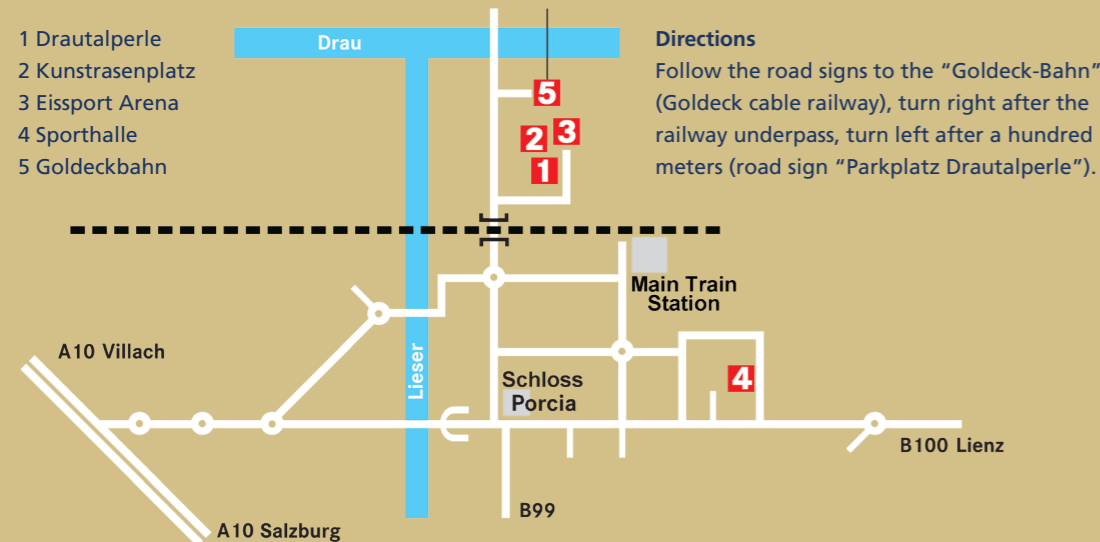 1 Drautalperle
2 Kunstrasenplatz
3 Eissport Arena
4 Sporthalle
5 Goldeckbahn
Drau
Directions
Follow the road signs to the “Goldeck-Bahn”
(Goldeck cable railway), turn right after the
railway underpass, turn left after a hundred
meters (road sign “Parkplatz Drautalperle”).
5
2
3
1
Main Train
Station
A10 Villach
Lieser
Schloss
Porcia
4
B100 Lienz
B99
A10 Salzburg